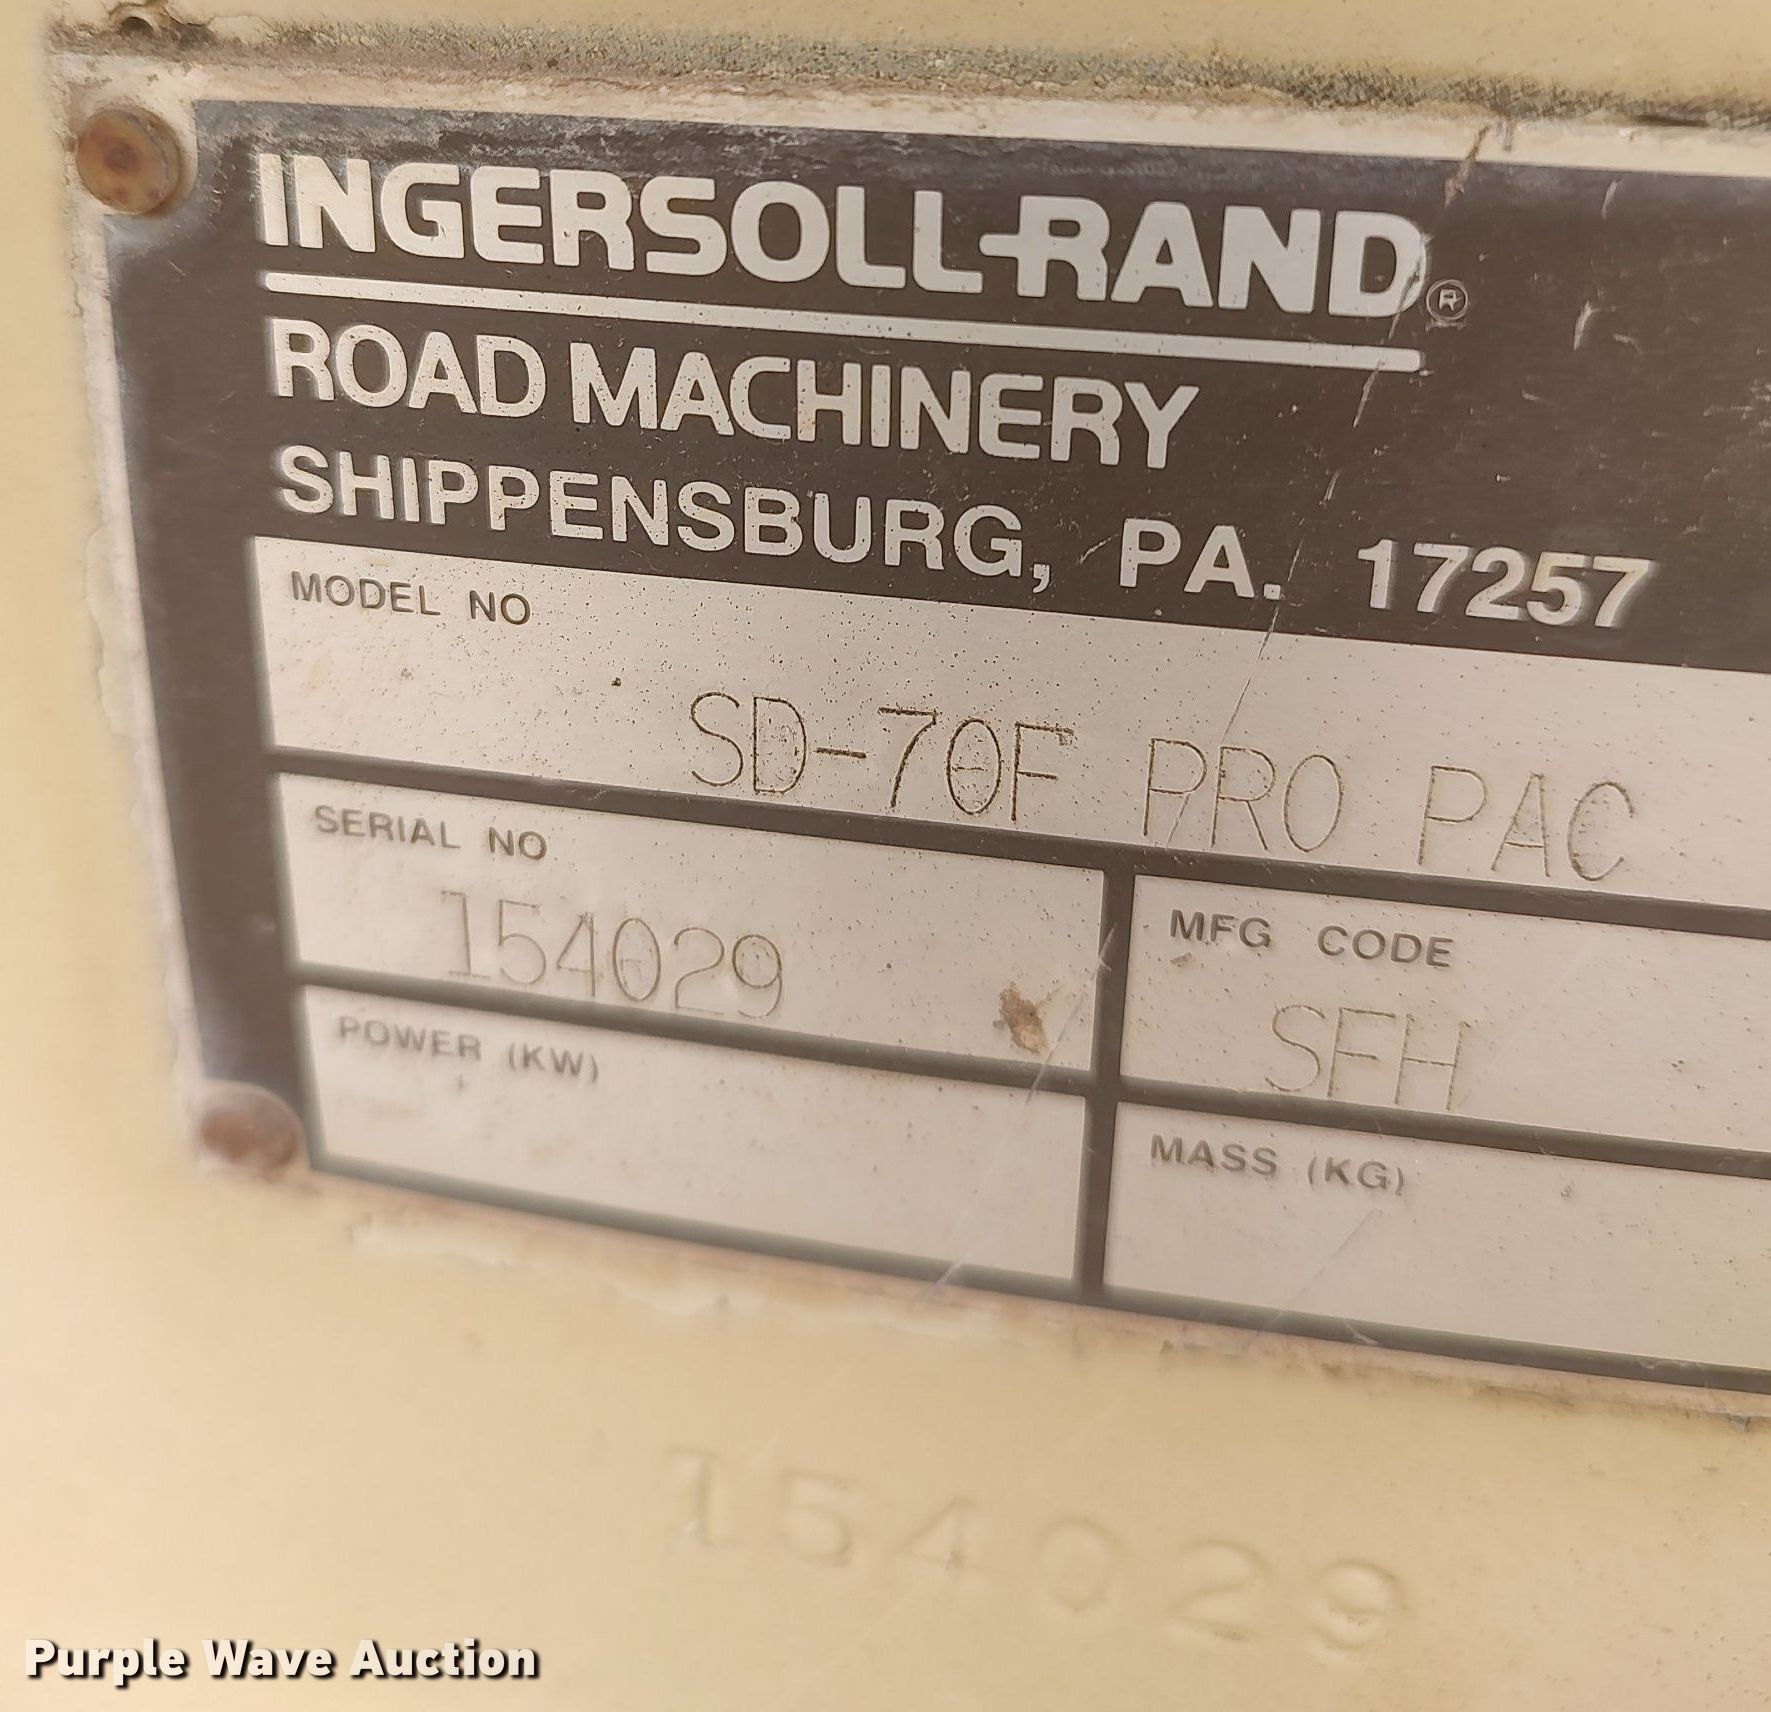 INGERSOLL-RAND®
ROAD MACHINERY
SHIPPENSBURG, PA. 17257
MODEL NO
SD-70F PRO PAC
SERIAL NO
154029
MFG CODE
SFH
POWER (KW)
MASS (KG)
154029
Purple Wave Auction